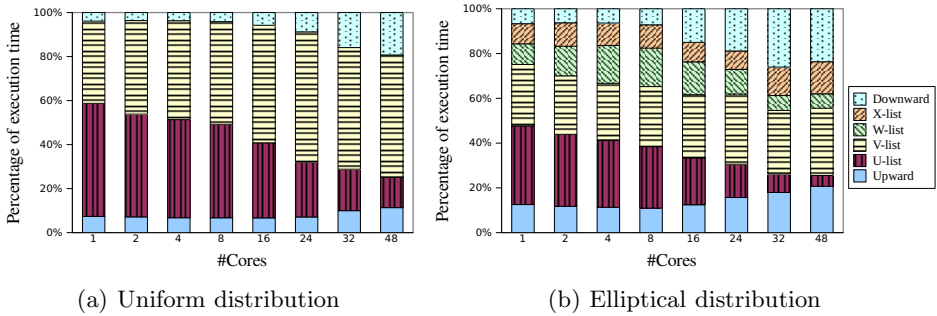 Percentage of execution time
100%
80%
60%
40%
20%
0%
1 2 4 8 16 24 32 48
#Cores
(a) Uniform distribution
Percentage of execution time
100%
80%
60%
40%
20%
0%
1 2 4 8 16 24 32 48
#Cores
(b) Elliptical distribution
Downward
X-list
W-list
V-list
U-list
Upward